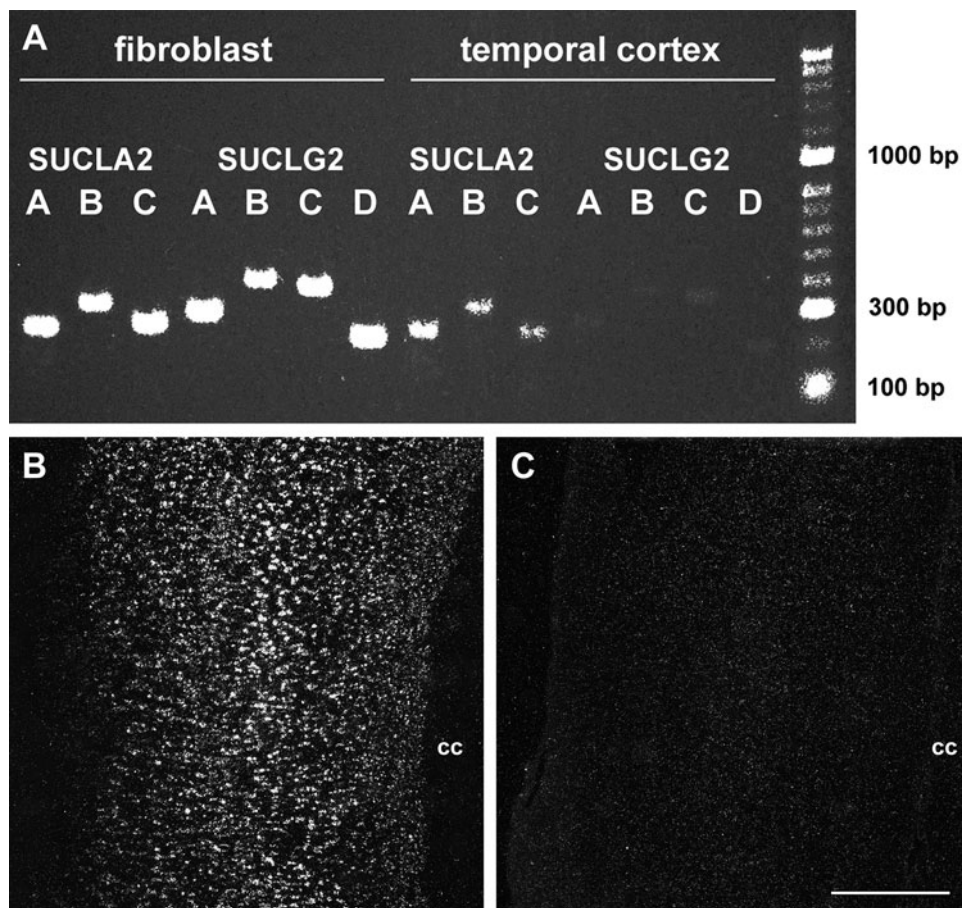 A
fibroblast temporal cortex
SUCLA2 SUCLG2 SUCLA2 SUCLG2 1000 bp
A B C A B C D A B C A B C D
300 bp
100 bp
B C
cc cc